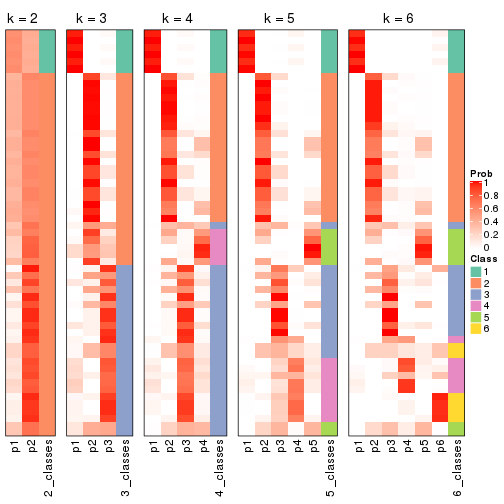 k = 2
k = 3
k = 4
k = 5
k = 6
Prob
1
0.8
0.6
0.4
0.2
0
Class
1
2
3
4
5
6
p1
p2
2_classes
p1
p2
p3
3_classes
p1
p2
p3
p4
4_classes
p1
p2
p3
p4
p5
5_classes
p1
p2
p3
p4
p5
p6
6_classes